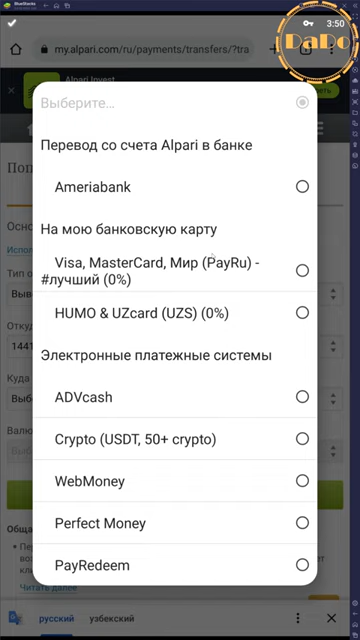 BlueStacks
3:50
DaDo
my.alpari.com/ru/payments/transfers/?tra
Alpari Invest
Выберите...
Перевод со счета Alpari в банке
Ameriabank
На мою банковскую карту
Visa, MasterCard, Мир (PayRu) -
#лучший (0%)
HUMO & UZcard (UZS) (0%)
Электронные платежные системы
ADVcash
Crypto (USDT, 50+ crypto)
WebMoney
Perfect Money
PayRedeem
Читать далее
русский
узбекский